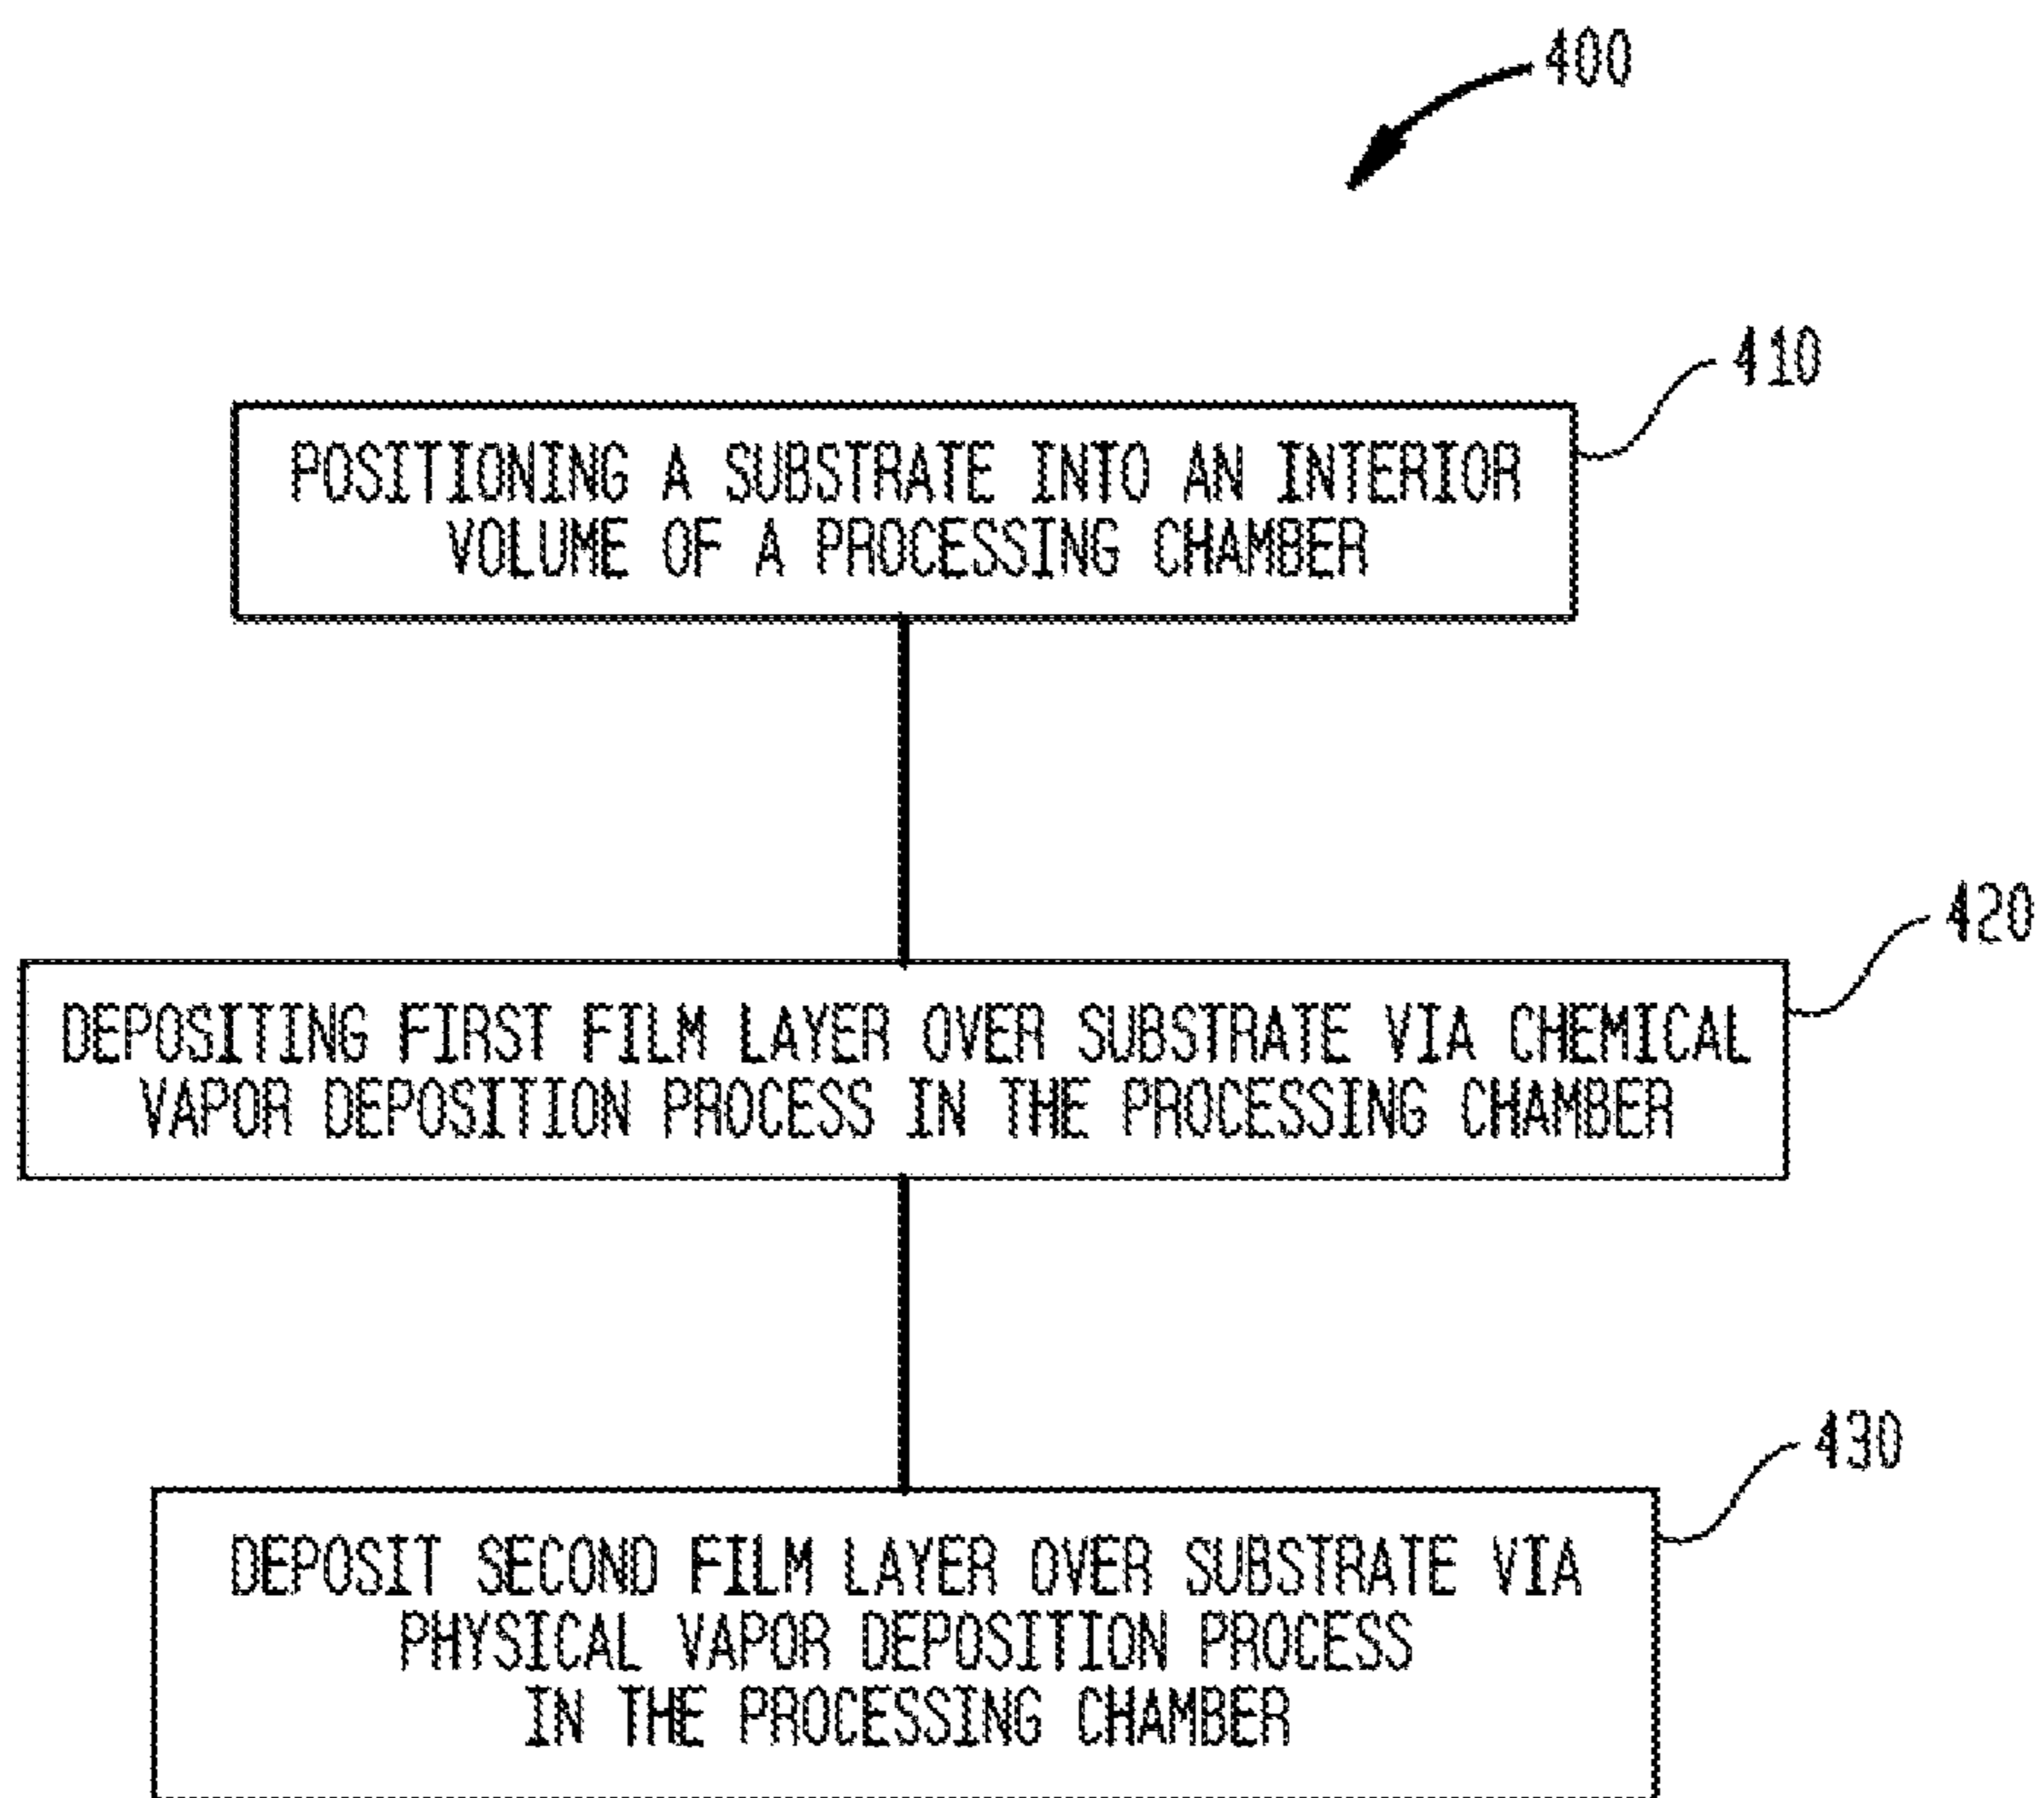 400
410
POSITIONING A SUBSTRATE INTO AN INTERIOR
VOLUME OF A PROCESSING CHAMBER
420
DEPOSITING FIRST FILM LAYER OVER SUBSTRATE VIA CHEMICAL
VAPOR DEPOSITION PROCESS IN THE PROCESSING CHAMBER
430
DEPOSIT SECOND FILM LAYER OVER SUBSTRATE VIA
PHYSICAL VAPOR DEPOSITION PROCESS
IN THE PROCESSING CHAMBER